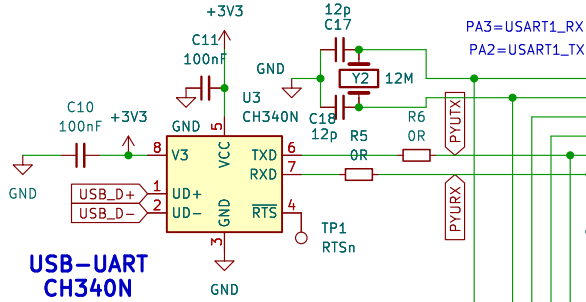 +3V3
12p
C17
PA3=USART1_RX
PA2=USART1_TX
C11
100nF
GND
Y2
12M
U3
CH340N
C18
12p
C10
100nF
+3V3
GND
5
R5
0R
R6
0R
PYUTX
8
V3
VCC
TXD
6
RXD
7
GND
1
UD+
USB_D+
2
UD-
USB_D-
GND
RTS
4
3
PYURX
TP1
RTSn
USB-UART
CH340N
GND